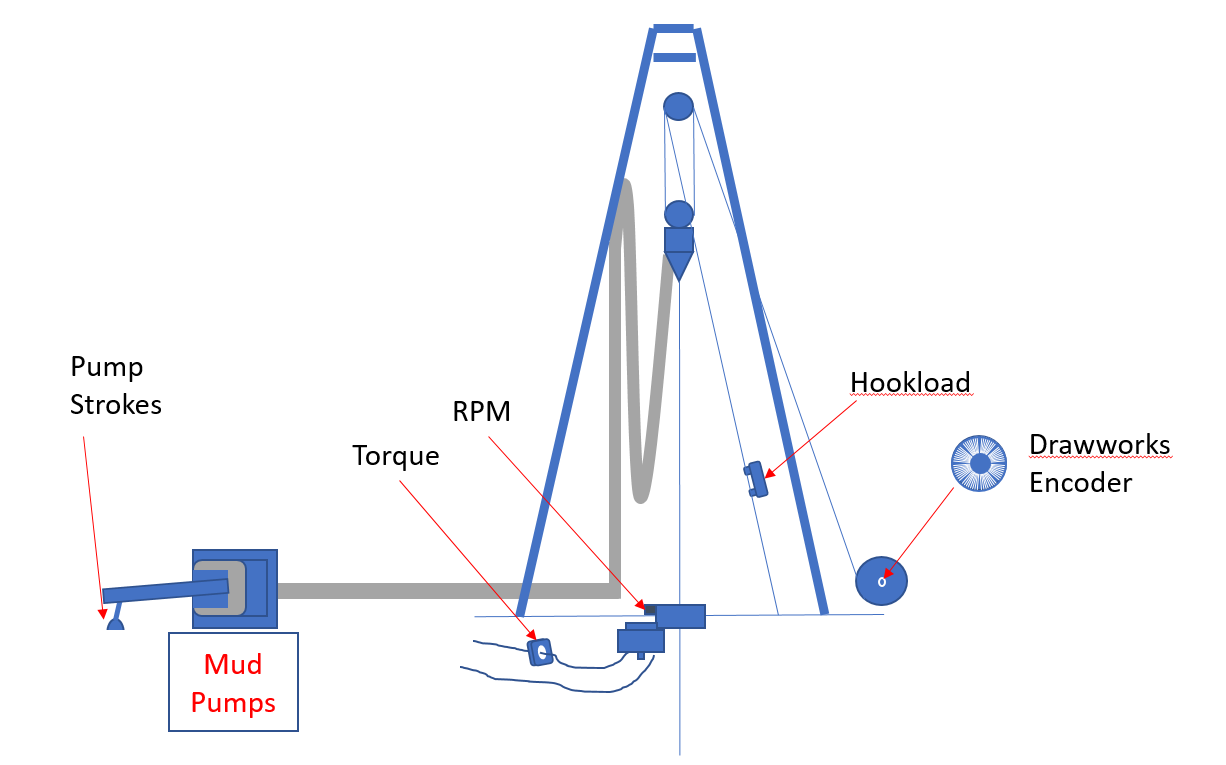 Pump
Strokes
RPM
Torque
Hookload
Drawworks
Encoder
Mud
Pumps